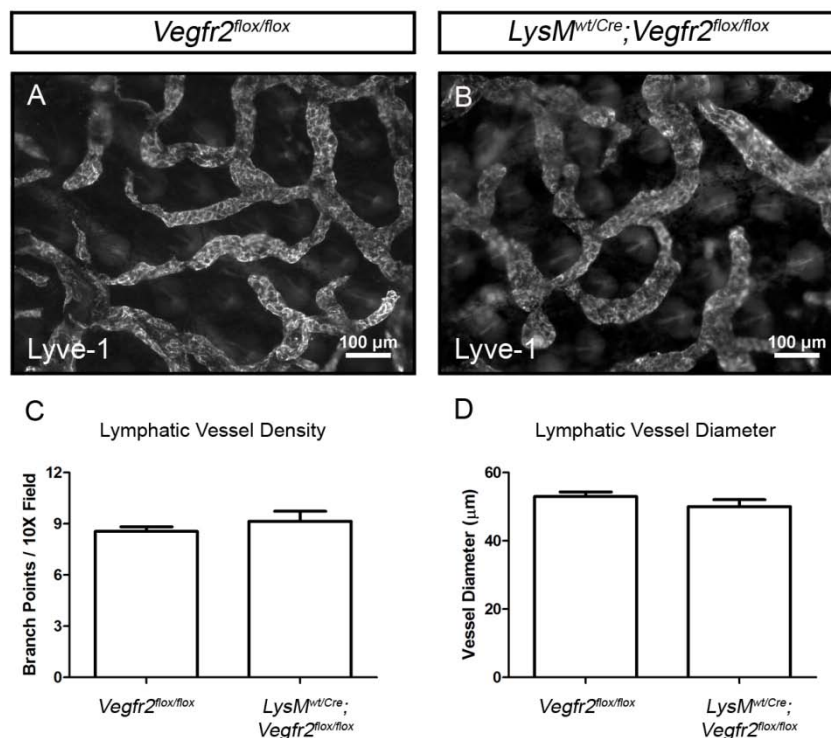 Vegfr2flox/flox
LysMwt/Cre;Vegfr2flox/flox
A
Lyve-1
100 µm
B
Lyve-1
100 µm
C
Lymphatic Vessel Density
Branch Points / 10X Field
12
9
6
3
0
Vegfr2flox/flox
LysMwt/Cre;
Vegfr2flox/flox
D
Lymphatic Vessel Diameter
Vessel Diameter (µm)
60
40
20
0
Vegfr2flox/flox
LysMwt/Cre;
Vegfr2flox/flox